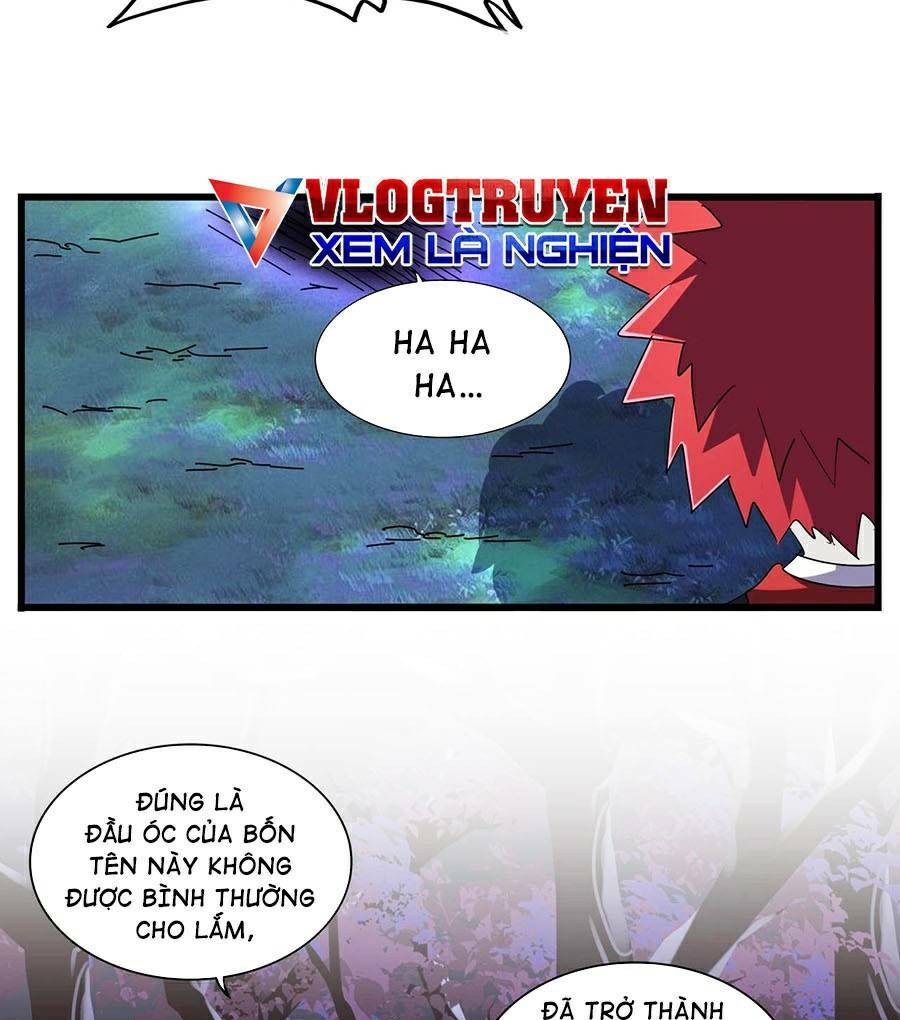 VLOGTRUYEN
XEM LÀ NGHIỆN
HA HA
HA...
ĐÚNG LÀ
ĐẦU ÓC CỦA BỐN
TÊN NÀY KHÔNG
ĐƯỢC BÌNH THƯỜNG
CHO LẮM,
ĐÃ TRỞ THÀNH